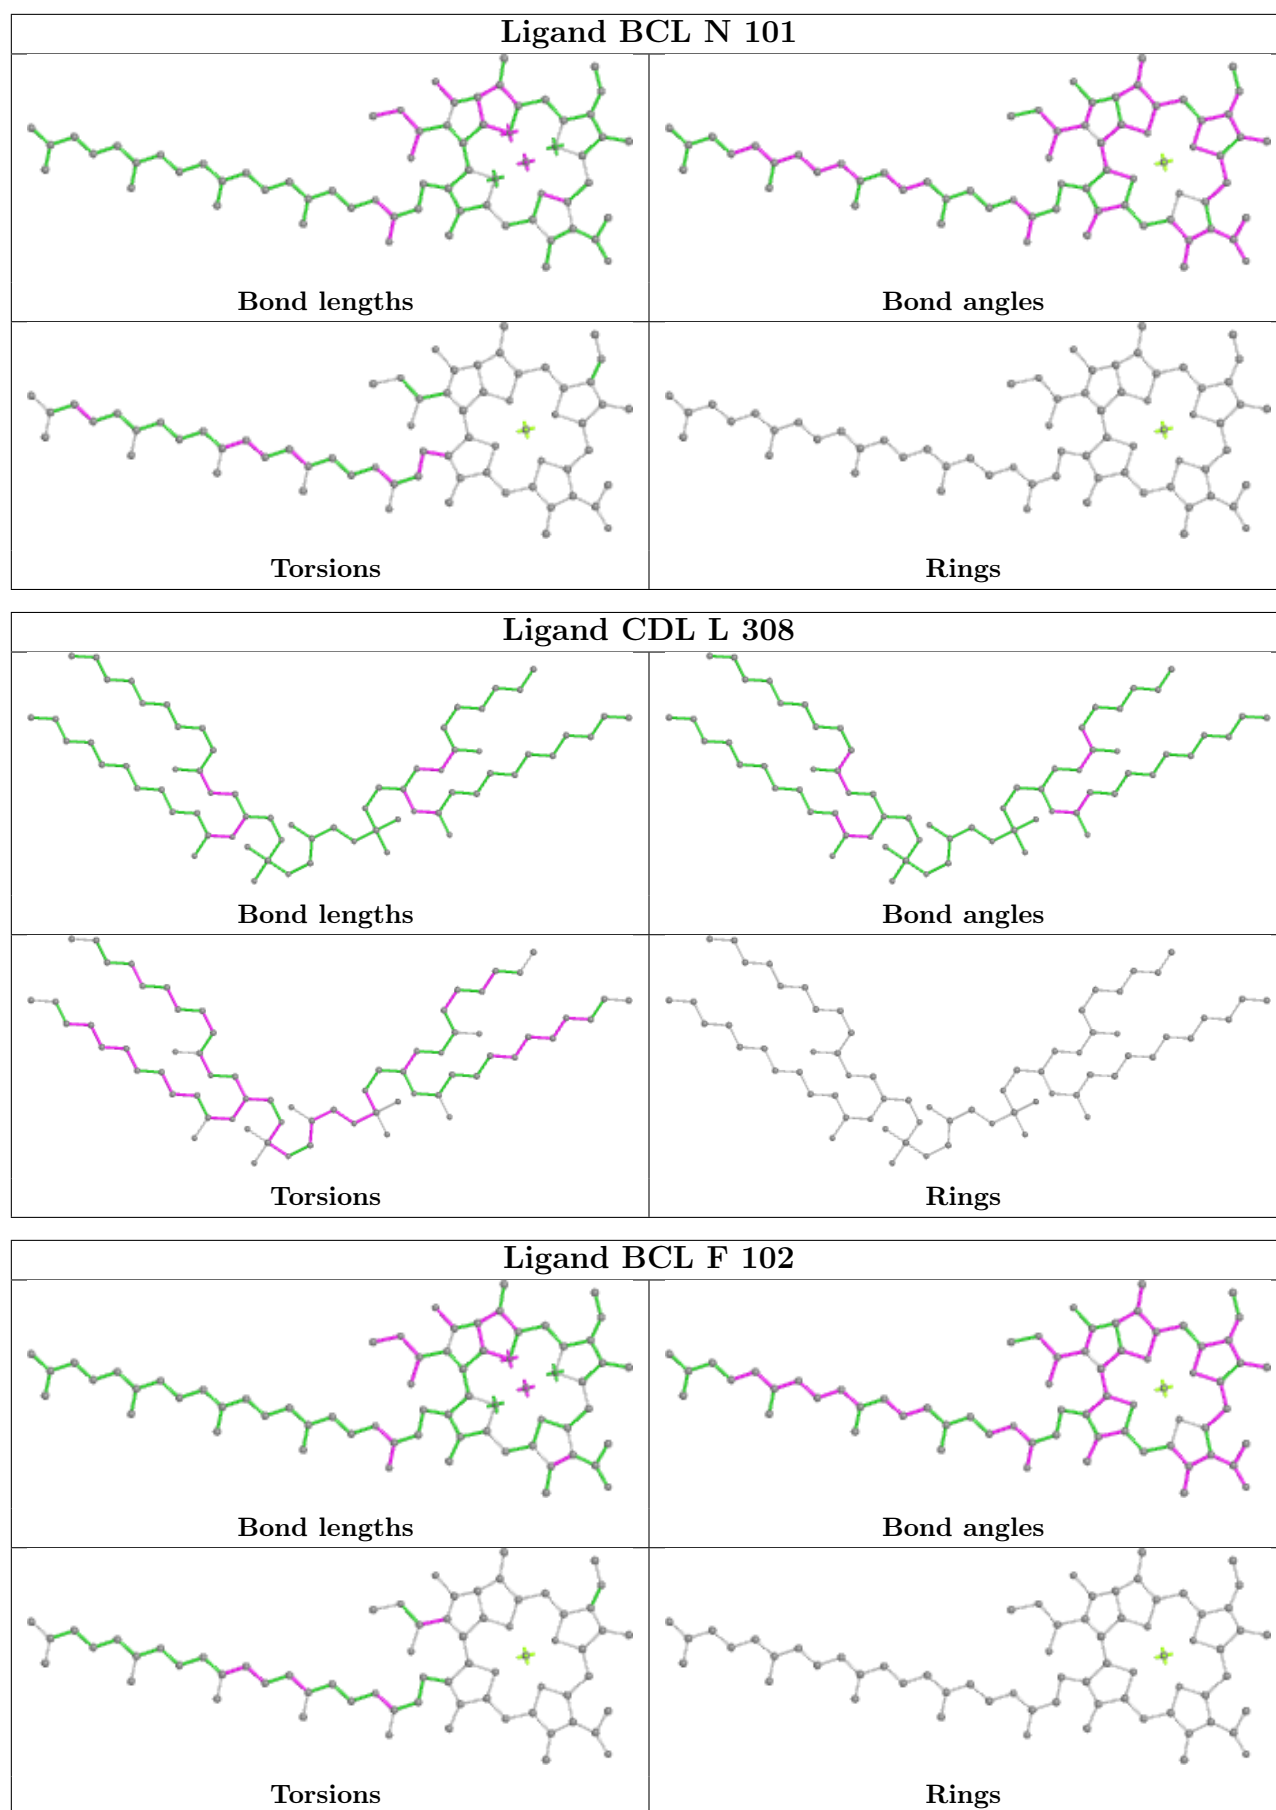 Ligand BCL N 101
Bond lengths
Bond angles
Torsions
Rings
Ligand CDL L 308
Bond lengths
Bond angles
Torsions
Rings
Ligand BCL F 102
Bond lengths
Bond angles
Torsions
Rings